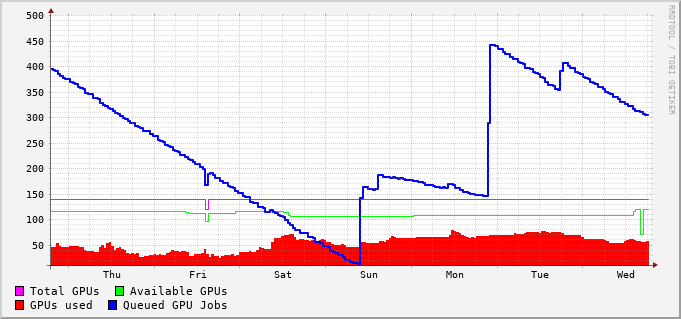 500
450
400
350
300
250
200
150
100
50
Thu Fri Sat Sun Mon Tue Wed
Total GPUs Available GPUs
GPUs used Queued GPU Jobs
RRDTOOL / TOBI OETIKER